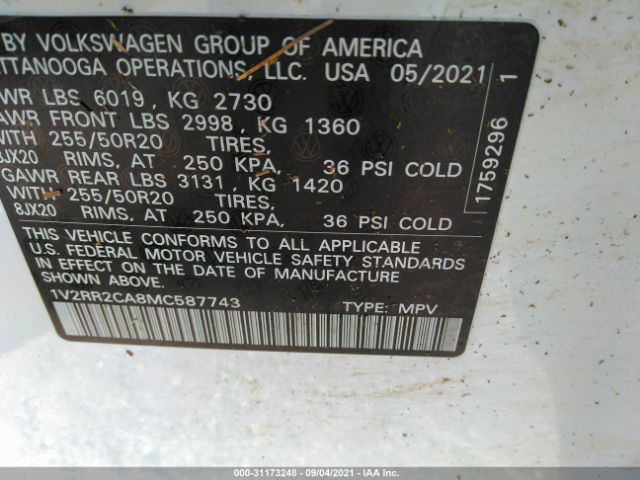 BY VOLKSWAGEN GROUP OF AMERICA
TTANOOGA OPERATIONS, LLC. USA 05/2021 1
WR LBS 6019, KG 2730
AWR FRONT LBS 2998, KG 1360
WITH 255/50R20 TIRES,
8JX20 RIMS, AT 250 KPA, 36 PSI COLD
GAWR REAR LBS 3131, KG 1420
WITH 255/50R20 TIRES,
8JX20 RIMS, AT 250 KPA, 36 PSI COLD
THIS VEHICLE CONFORMS TO ALL APPLICABLE
U.S. FEDERAL MOTOR VEHICLE SAFETY STANDARDS
IN EFFECT ON THE DATE OF MANUFACTURE
1V2RR2CA8MC587743 TYPE: MPV
1759296
000-31173248 - 09/04/2021 - IAA Inc.